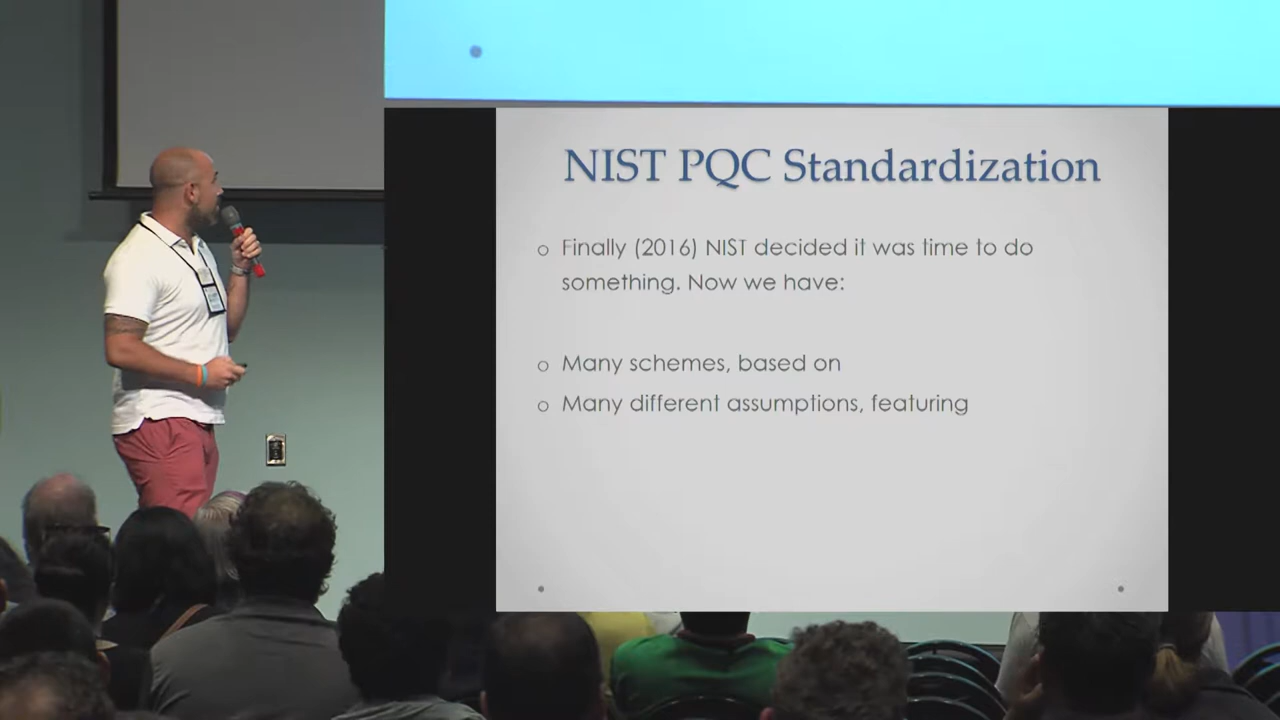 NIST PQC Standardization
Finally (2016) NIST decided it was time to do
something. Now we have:
Many schemes, based on
Many different assumptions, featuring